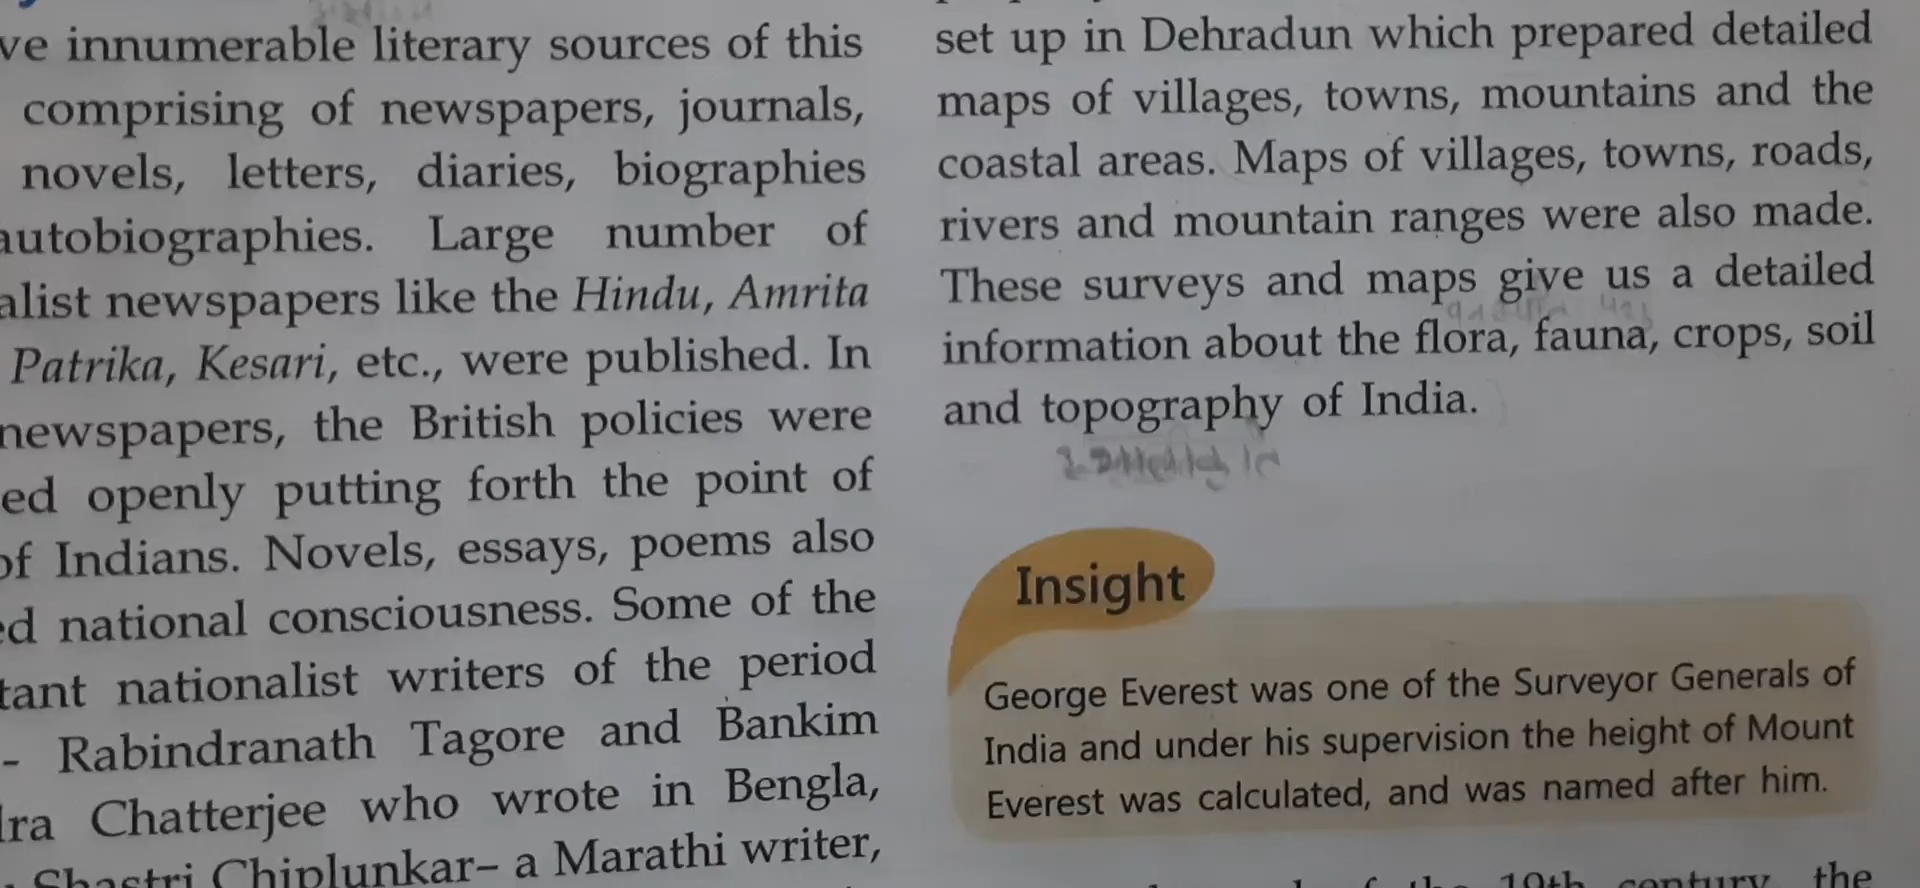 innumerable literary sources of this
comprising of newspapers, journals,
novels, letters, diaries, biographies
autobiographies. Large number of
newspapers like the Hindu, Amrita
Patrika, Kesari, etc., were published. In
newspapers, the British policies were
openly putting forth the point of
of Indians. Novels, essays, poems also
national consciousness. Some of the
nationalist writers of the period
- Rabindranath Tagore and Bankim
Chatterjee who wrote in Bengla,
Shastri Chiplunkar– a Marathi writer,
set up in Dehradun which prepared detailed
maps of villages, towns, mountains and the
coastal areas. Maps of villages, towns, roads,
rivers and mountain ranges were also made.
These surveys and maps give us a detailed
information about the flora, fauna, crops, soil
and topography of India.
Insight
George Everest was one of the Surveyor Generals of
India and under his supervision the height of Mount
Everest was calculated, and was named after him.
19th century, the